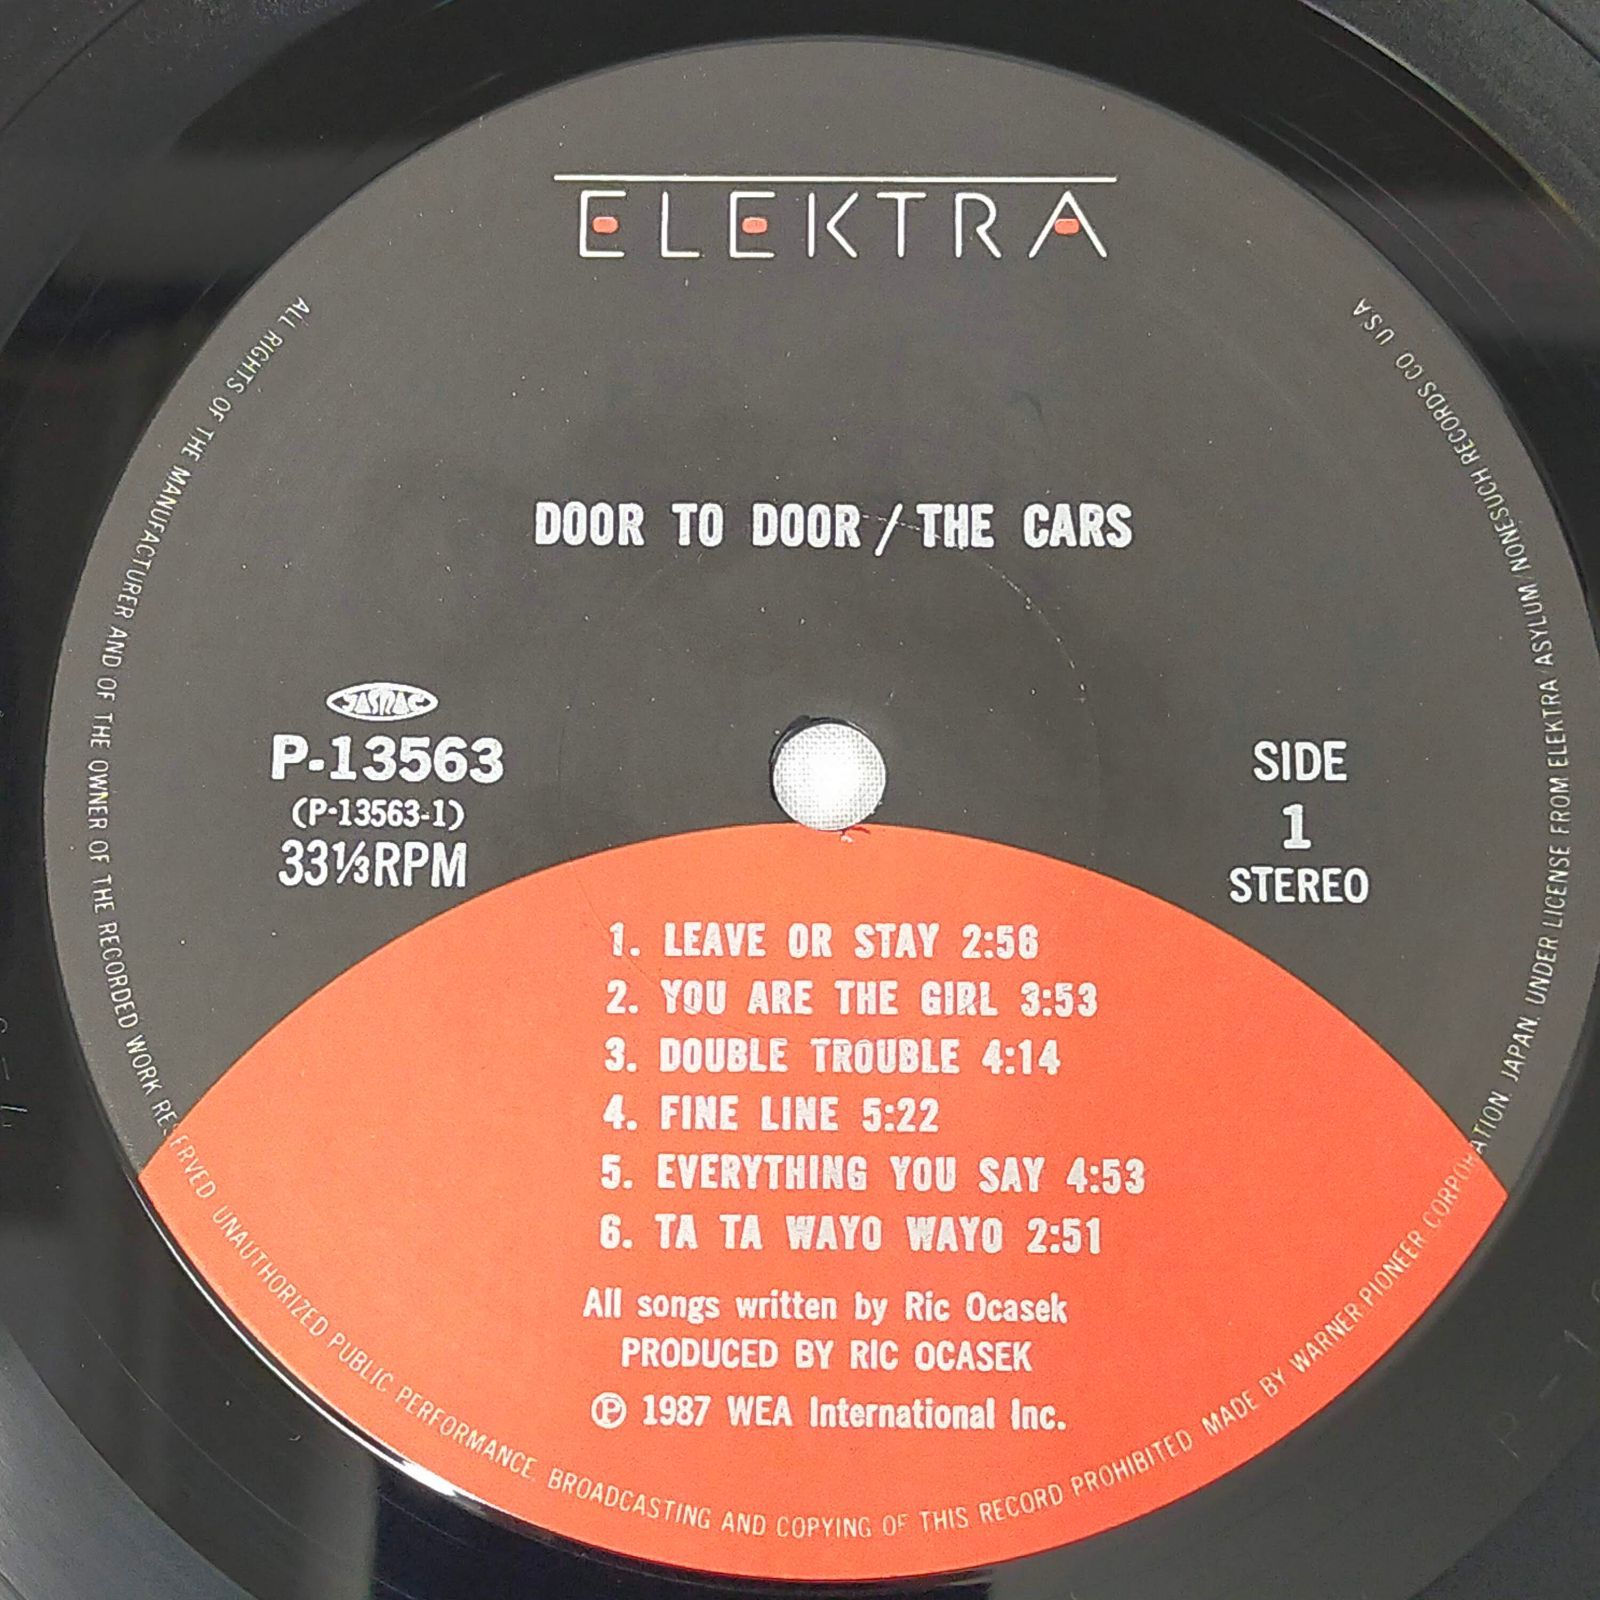 ELEKTRA
DOOR TO DOOR / THE CARS
JASRAC
P-13563
(P-13563-1)
33⅓RPM
SIDE
1
STEREO
1. LEAVE OR STAY 2:56
2. YOU ARE THE GIRL 3:53
3. DOUBLE TROUBLE 4:14
4. FINE LINE 5:22
5. EVERYTHING YOU SAY 4:53
6. TA TA WAYO WAYO 2:51
All songs written by Ric Ocasek
PRODUCED BY RIC OCASEK
℗ 1987 WEA International Inc.
ALL RIGHTS OF THE MANUFACTURER AND OF THE OWNER OF THE RECORDED WORK RESERVED UNAUTHORIZED PUBLIC PERFORMANCE. BROADCASTING AND COPYING OF THIS RECORD PROHIBITED MADE BY WARNER-PIONEER CORPORATION. JAPAN. UNDER LICENSE FROM ELEKTRA ASYLUM/NONESUCH RECORDS CO U S A